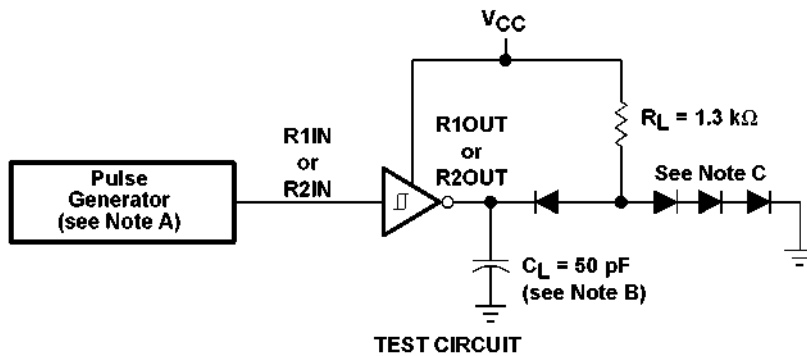 VCC
RL = 1.3 kΩ
R1IN
or
R2IN
R1OUT
or
R2OUT
See Note C
Pulse
Generator
(see Note A)
CL = 50 pF
(see Note B)
TEST CIRCUIT